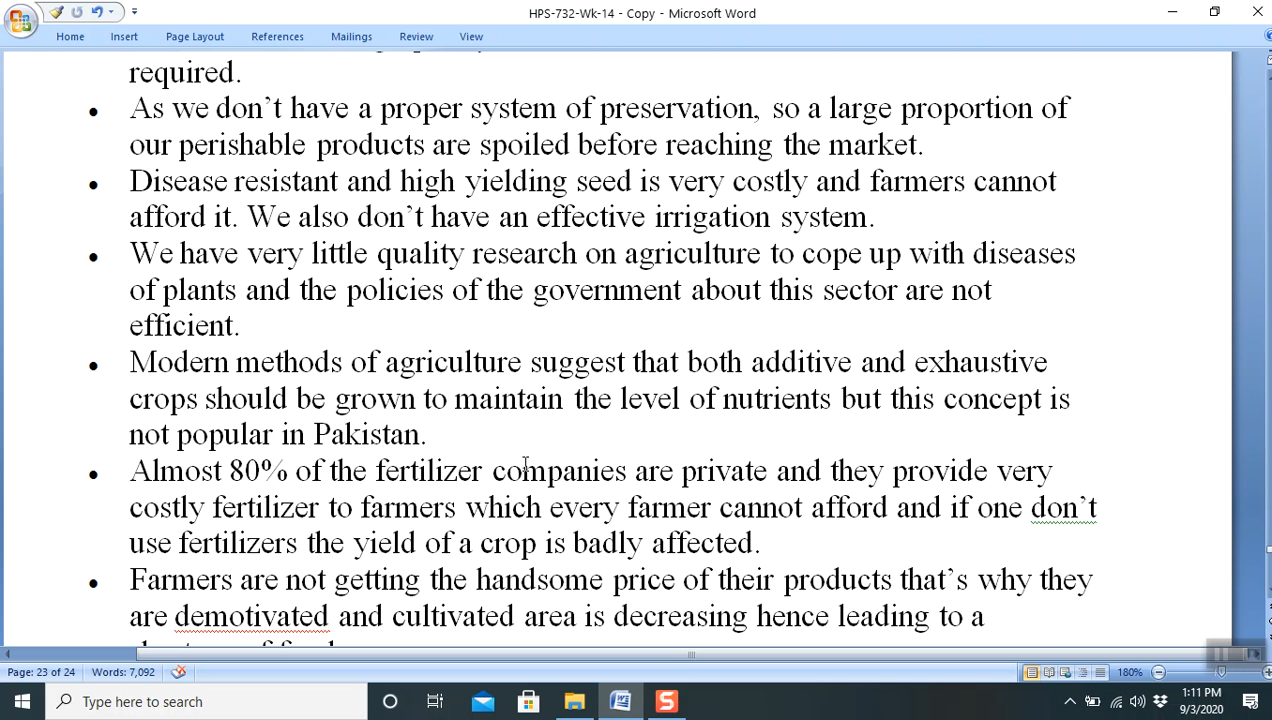 HPS-732-Wk-14 - Copy - Microsoft Word
Home Insert Page Layout References Mailings Review View
required.
• As we don’t have a proper system of preservation, so a large proportion of
our perishable products are spoiled before reaching the market.
• Disease resistant and high yielding seed is very costly and farmers cannot
afford it. We also don’t have an effective irrigation system.
• We have very little quality research on agriculture to cope up with diseases
of plants and the policies of the government about this sector are not
efficient.
• Modern methods of agriculture suggest that both additive and exhaustive
crops should be grown to maintain the level of nutrients but this concept is
not popular in Pakistan.
• Almost 80% of the fertilizer companies are private and they provide very
costly fertilizer to farmers which every farmer cannot afford and if one don’t
use fertilizers the yield of a crop is badly affected.
• Farmers are not getting the handsome price of their products that’s why they
are demotivated and cultivated area is decreasing hence leading to a
Page: 23 of 24 Words: 7,092 180%
Type here to search
1:11 PM
9/3/2020